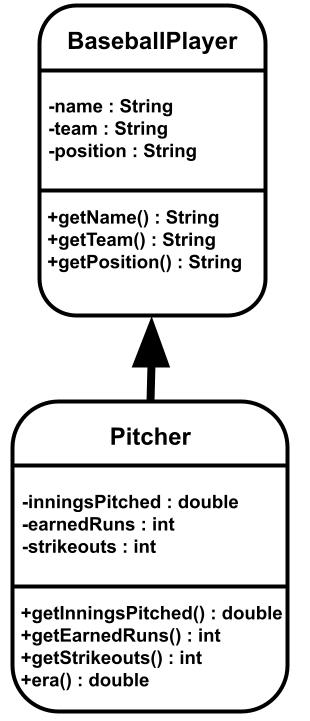 BaseballPlayer
-name : String
-team : String
-position : String
+getName() : String
+getTeam() : String
+getPosition() : String
Pitcher
-inningsPitched : double
-earnedRuns : int
-strikeouts : int
+getInningsPitched() : double
+getEarnedRuns() : int
+getStrikeouts() : int
+era() : double